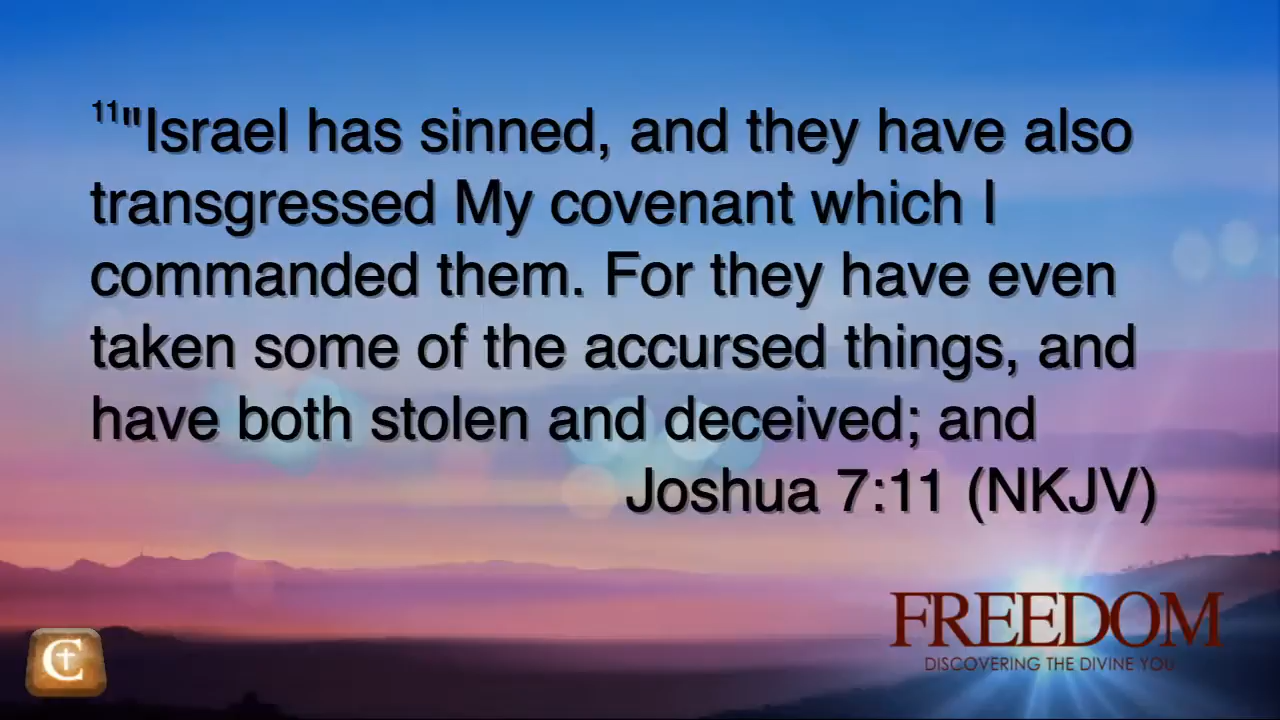 11"Israel has sinned, and they have also
transgressed My covenant which I
commanded them. For they have even
taken some of the accursed things, and
have both stolen and deceived; and
Joshua 7:11 (NKJV)
FREEDOM
DISCOVERING THE DIVINE YOU
C